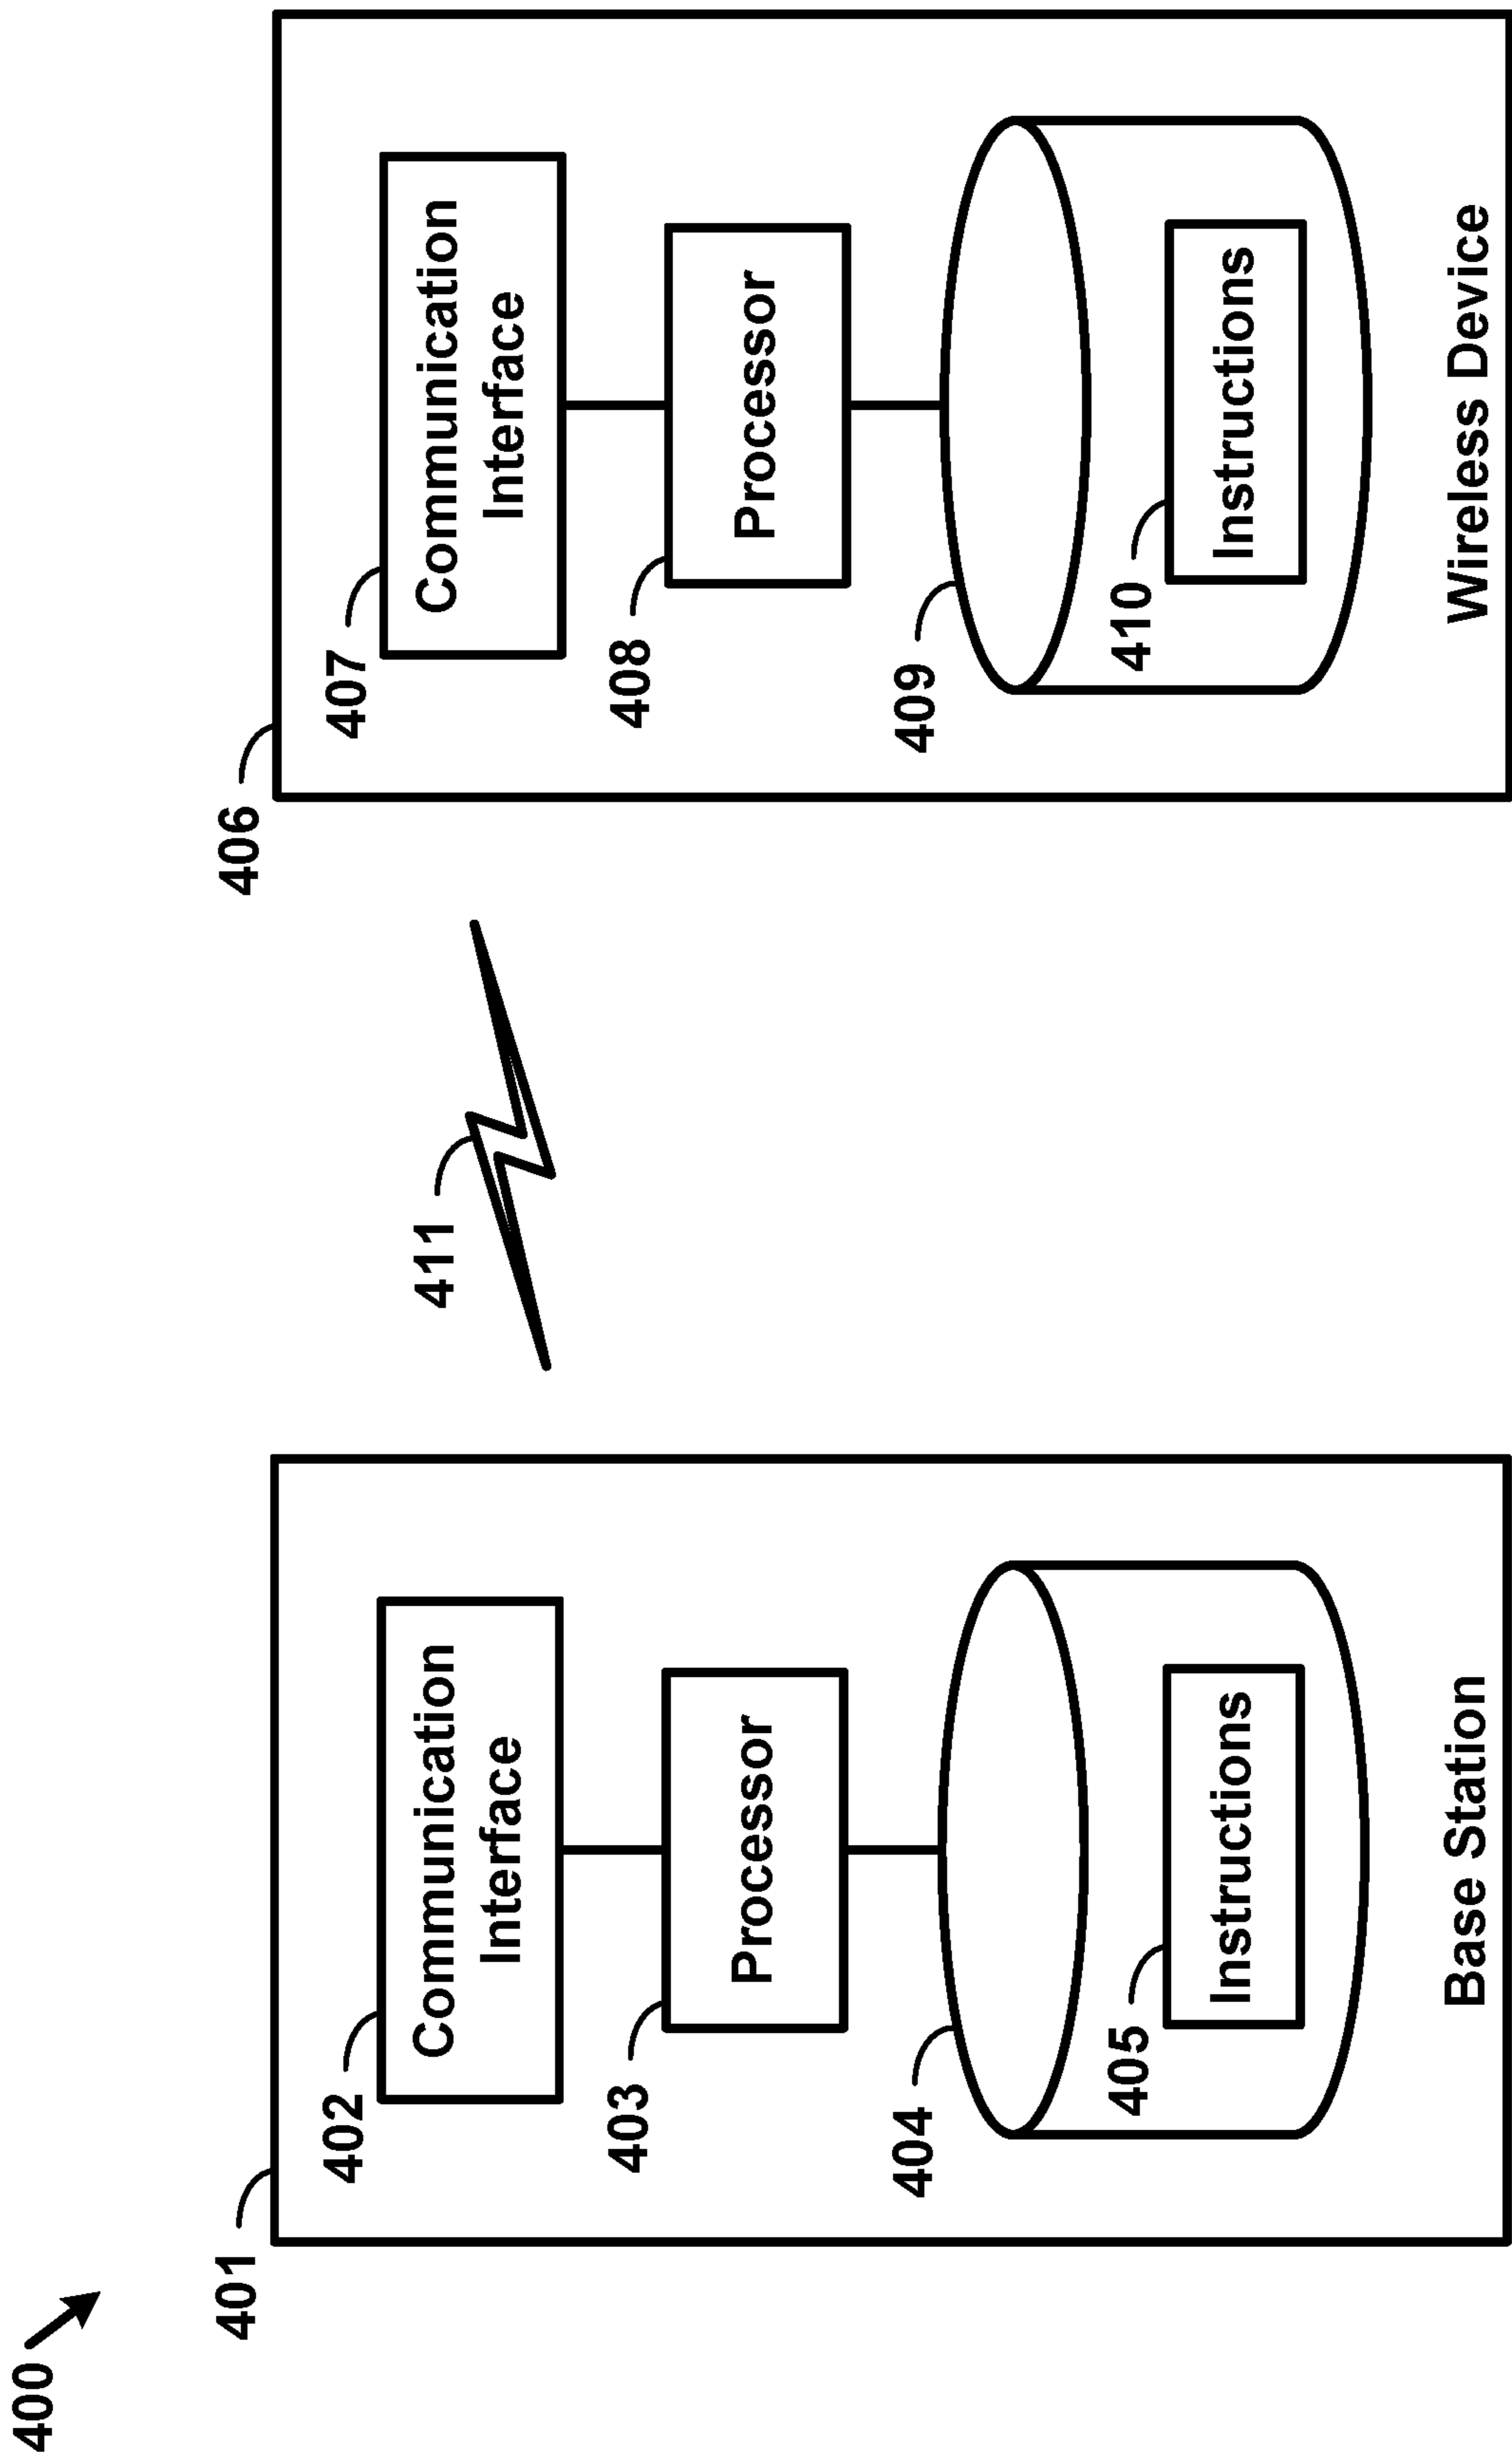 400
401
402
Communication
Interface
403
Processor
404
405
Instructions
Base Station
411
406
407
Communication
Interface
408
Processor
409
410
Instructions
Wireless Device